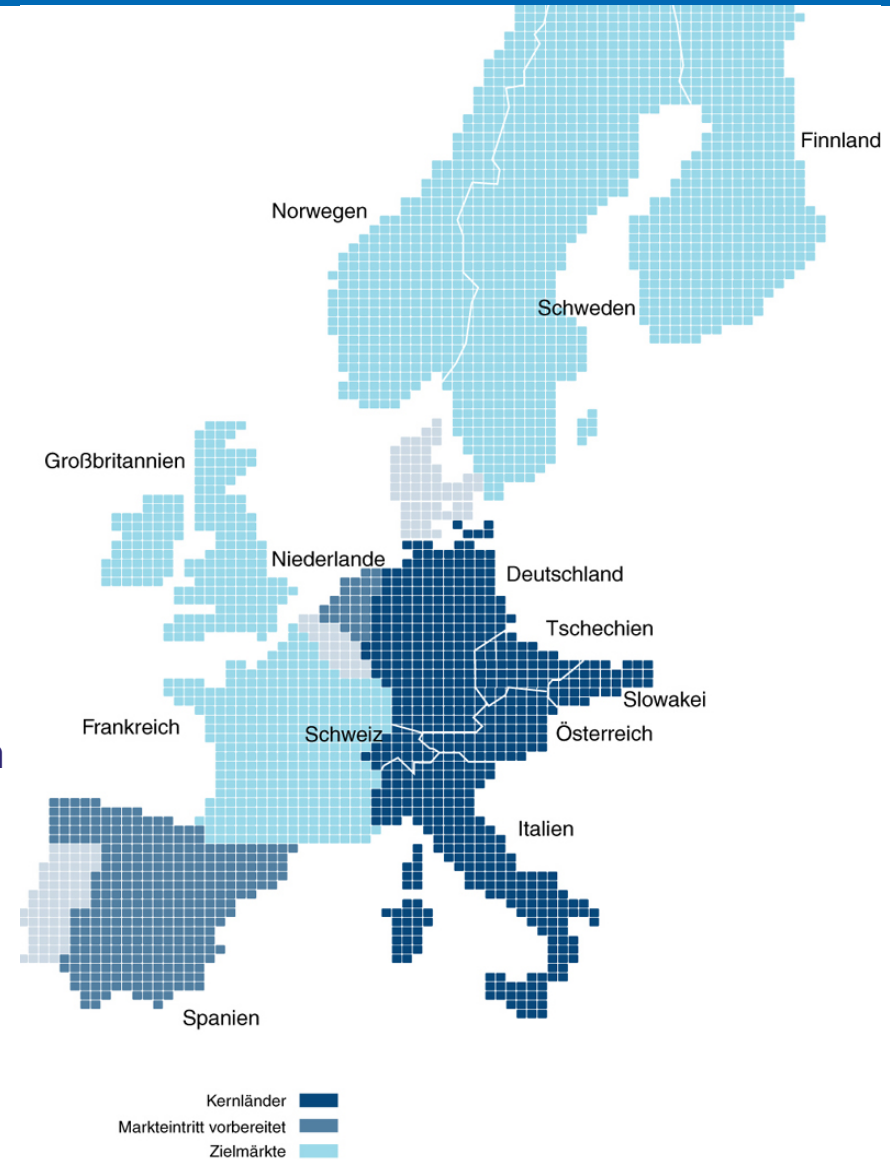 Finnland
Norwegen
Schweden
Großbritannien
Niederlande
Deutschland
Tschechien
Slowakei
Frankreich
Schweiz
Österreich
Italien
Spanien
Kernländer
Markteintritt vorbereitet
Zielmärkte